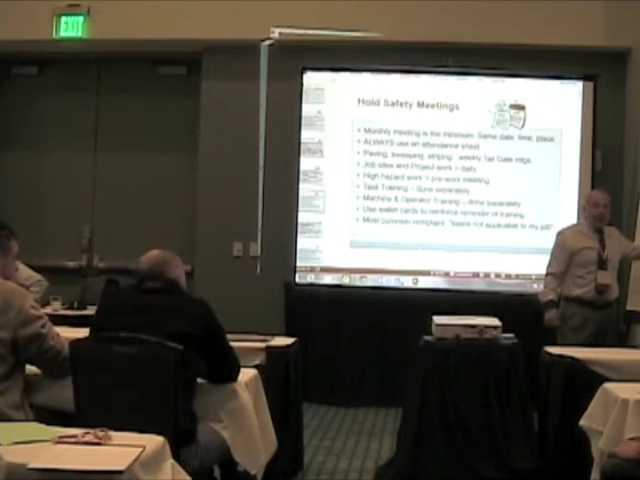 EXIT
Hold Safety Meetings
• Monthly meeting is the minimum. Same date, time, place.
• ALWAYS use an attendance sheet
• Paving, sweeping, striping - weekly Tail Gate mtgs.
• Job sites and Project work = daily
• High hazard work = pre-work meeting
• Task Training – done separately
• Machine & Operator Training – done separately
• Use wallet cards to reinforce reminder of training
• Most common complaint: "topics not applicable to my job"